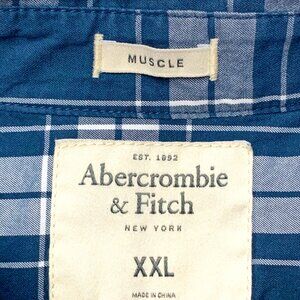 MUSCLE
EST. 1892
Abercrombie
& Fitch
NEW YORK
XXL
MADE IN CHINA